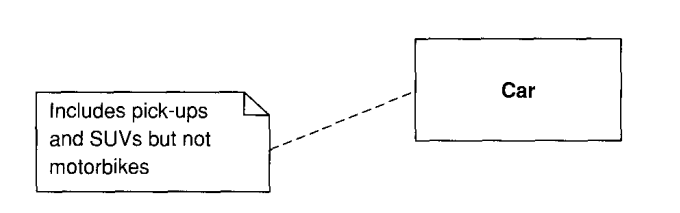 Car
Includes pick-ups
and SUVs but not
motorbikes